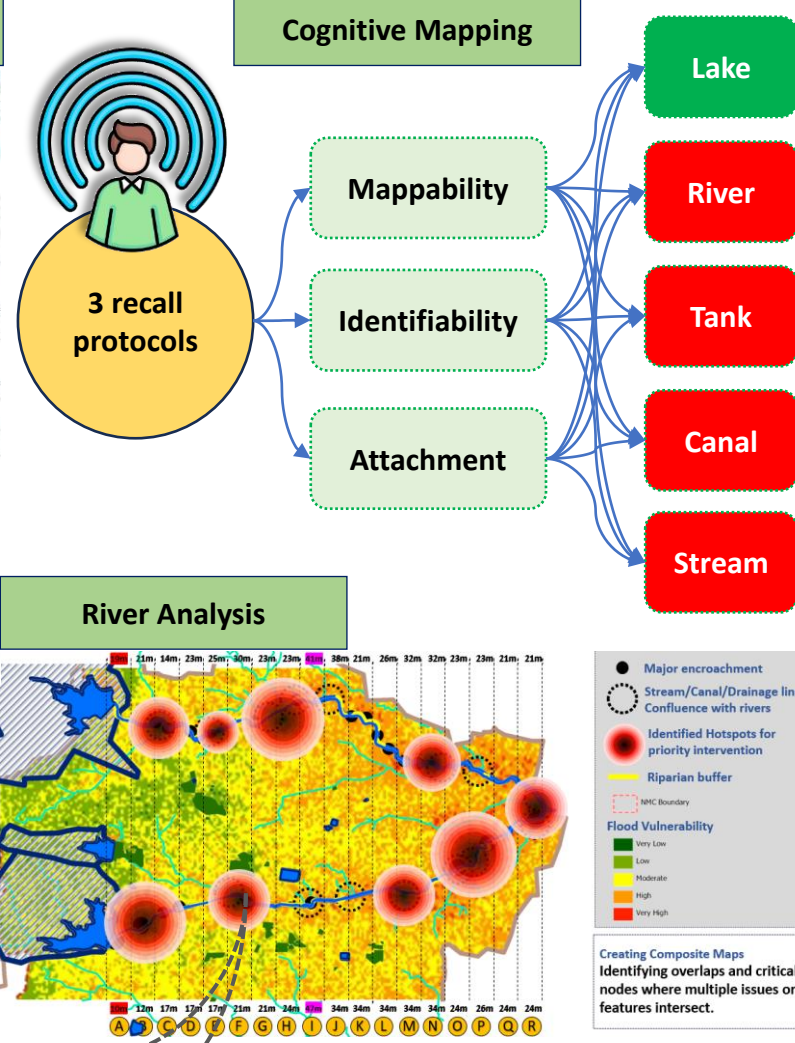 Cognitive Mapping
3 recall
protocols
Mappability
Identifiability
Attachment
Lake
River
Tank
Canal
Stream
River Analysis
21m 14m 23m 25m 30m 23m 23m 41m 38m 21m 26m 32m 32m 23m 23m 21m 21m
12m 17m 17m 17m 22m 21m 24m 34m 34m 34m 34m 34m 24m 26m 24m 24m
A B C D E F G H I J K L M N O P Q R
Major encroachment
Stream/Canal/Drainage lin
Confluence with rivers
Identified Hotspots for
priority intervention
Riparian buffer
NMC Boundary
Flood Vulnerability
Very Low
Low
Moderate
High
Very High
Creating Composite Maps
Identifying overlaps and critical
nodes where multiple issues or
features intersect.